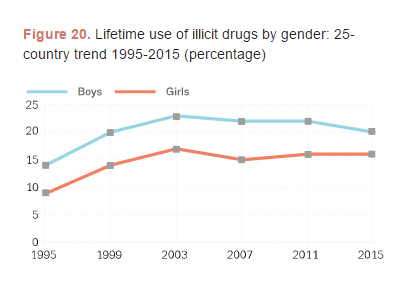 Figure 20. Lifetime use of illicit drugs by gender: 25-
country trend 1995-2015 (percentage)
Boys Girls
25
20
15
10
5
0
1995 1999 2003 2007 2011 2015